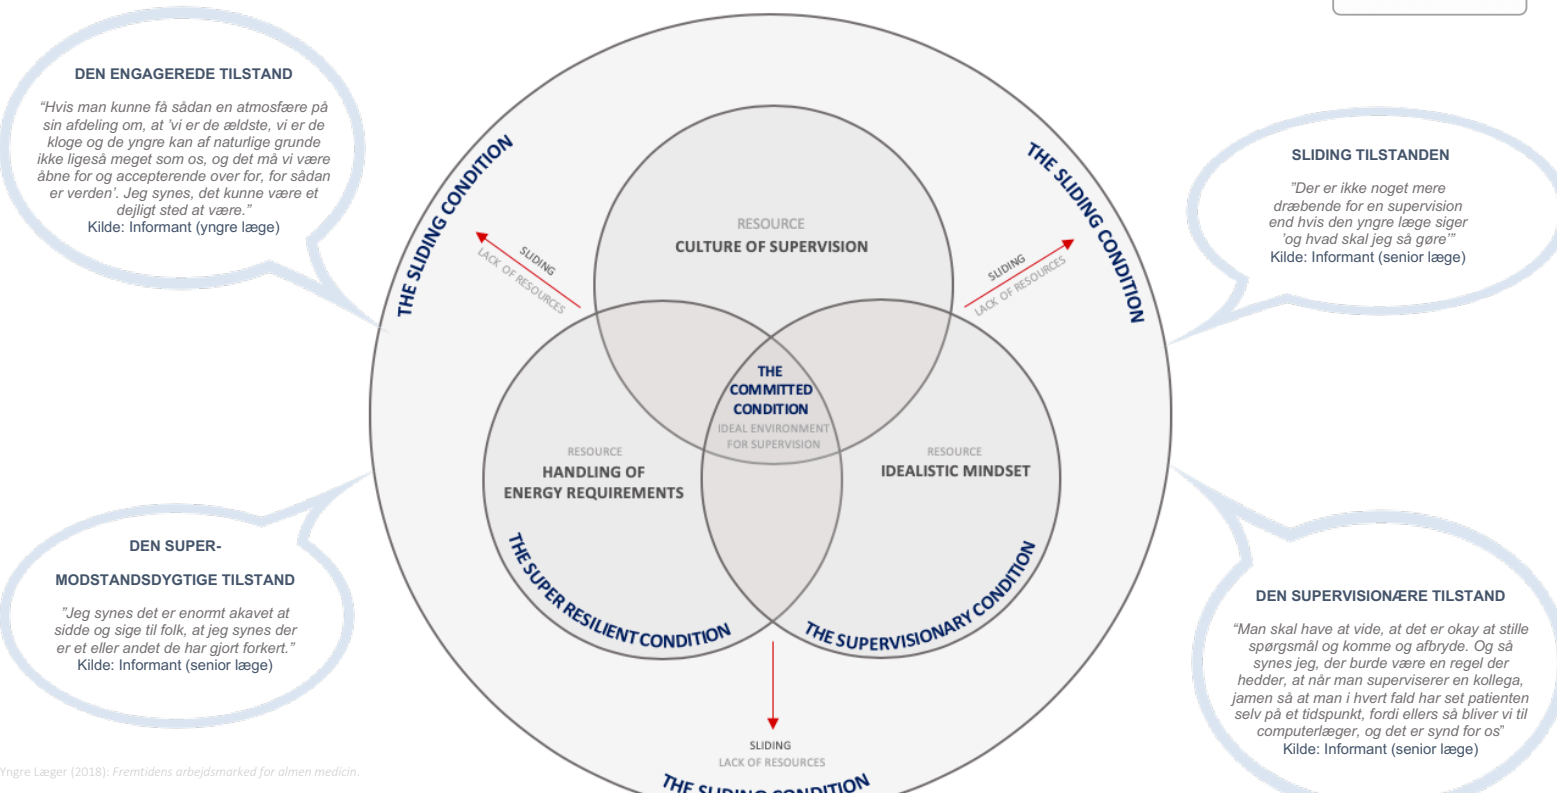 DEN ENGAGEREDE TILSTAND
“Hvis man kunne få sådan en atmosfære på
sin afdeling om, at ’vi er de ældste, vi er de
kloge og de yngre kan af naturlige grunde
ikke ligeså meget som os, og det må vi være
åbne for og accepterende over for, for sådan
er verden’. Jeg synes, det kunne være et
dejligt sted at være.”
Kilde: Informant (yngre læge)
SLIDING TILSTANDEN
”Der er ikke noget mere
dræbende for en supervision
end hvis den yngre læge siger
’og hvad skal jeg så gøre’”
Kilde: Informant (senior læge)
THE SLIDING CONDITION
THE SLIDING CONDITION
SLIDING
LACK OF RESOURCES
SLIDING
LACK OF RESOURCES
RESOURCE
CULTURE OF SUPERVISION
THE
COMMITTED
CONDITION
IDEAL ENVIRONMENT
FOR SUPERVISION
RESOURCE
HANDLING OF
ENERGY REQUIREMENTS
RESOURCE
IDEALISTIC MINDSET
THE SUPER RESILIENT CONDITION
THE SUPERVISIONARY CONDITION
DEN SUPER-
MODSTANDSDYGTIGE TILSTAND
”Jeg synes det er enormt akavet at
sidde og sige til folk, at jeg synes der
er et eller andet de har gjort forkert.”
Kilde: Informant (senior læge)
DEN SUPERVISIONÆRE TILSTAND
“Man skal have at vide, at det er okay at stille
spørgsmål og komme og afbryde. Og så
synes jeg, der burde være en regel der
hedder, at når man superviserer en kollega,
jamen så at man i hvert fald har set patienten
selv på et tidspunkt, fordi ellers så bliver vi til
computerlæger, og det er synd for os”
Kilde: Informant (senior læge)
SLIDING
LACK OF RESOURCES
THE SLIDING CONDITION
Yngre Læger (2018): Fremtidens arbejdsmarked for almen medicin.